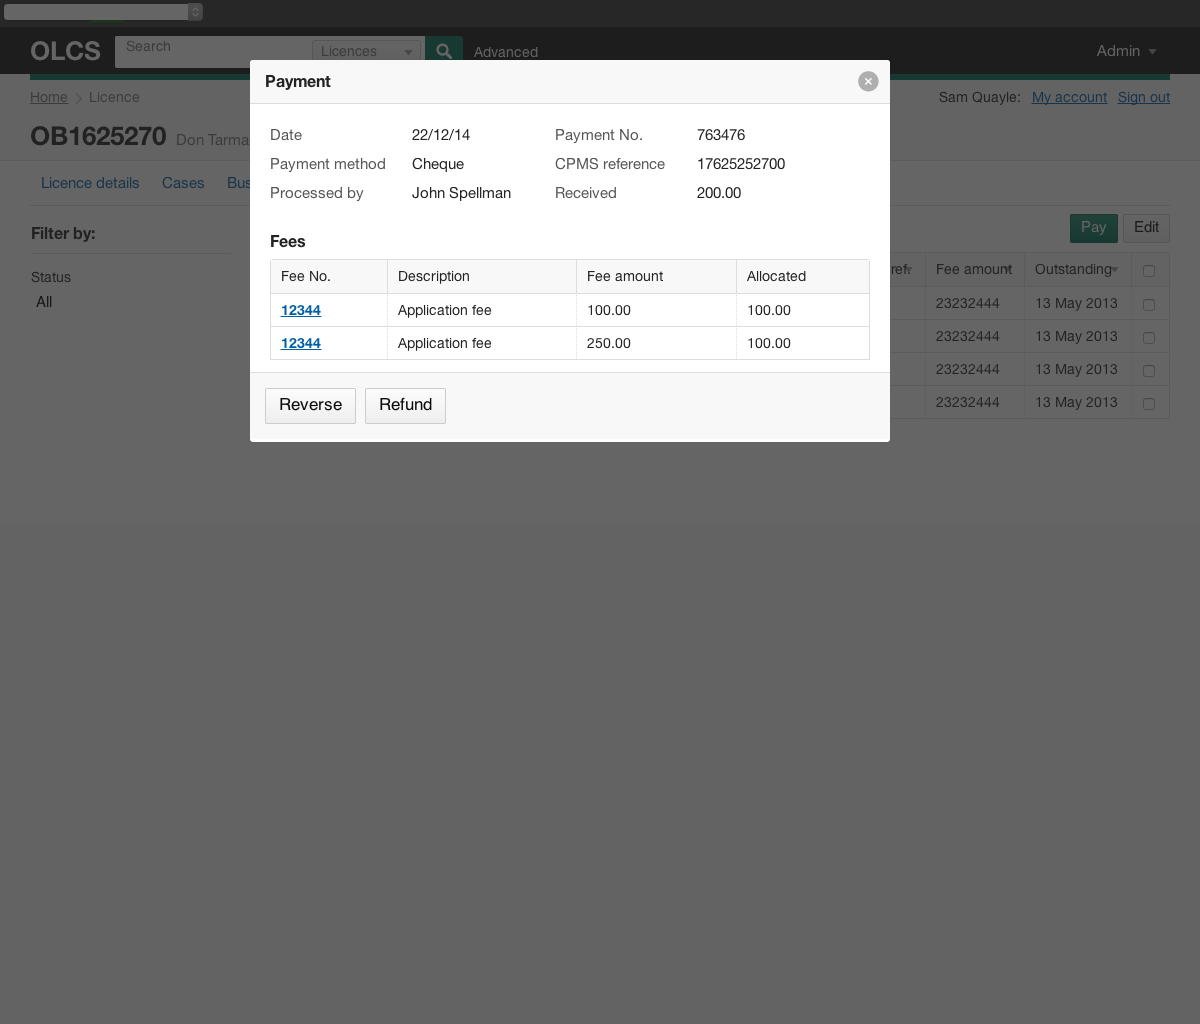 OLCS Search Licences Advanced Admin
Payment
Home Licence
Sam Quayle: My account Sign out
OB1625270 Don Tarma
Date 22/12/14 Payment No. 763476
Payment method Cheque CPMS reference 17625252700
Processed by John Spellman Received 200.00
Licence details Cases Bus
Filter by:
Status
All
Fees
Fee No. Description Fee amount Allocated
12344 Application fee 100.00 100.00
12344 Application fee 250.00 100.00
Reverse Refund
Pay Edit
ref Fee amount Outstanding
23232444 13 May 2013
23232444 13 May 2013
23232444 13 May 2013
23232444 13 May 2013